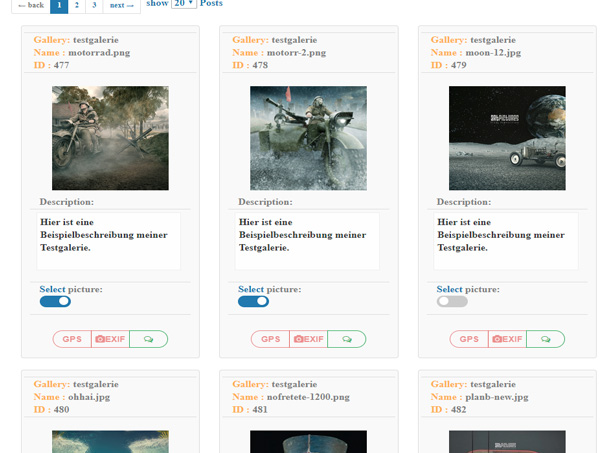 ← back 1 2 3 next → show 20 Posts
Gallery: testgalerie
Name : motorrad.png
ID : 477
Description:
Hier ist eine
Beispielbeschreibung meiner
Testgalerie.
Select picture:
GPS EXIF
Gallery: testgalerie
Name : motorr-2.png
ID : 478
Description:
Hier ist eine
Beispielbeschreibung meiner
Testgalerie.
Select picture:
GPS EXIF
Gallery: testgalerie
Name : moon-12.jpg
ID : 479
Description:
Hier ist eine
Beispielbeschreibung meiner
Testgalerie.
Select picture:
GPS EXIF
Gallery: testgalerie
Name : ohhai.jpg
ID : 480
Gallery: testgalerie
Name : nofretete-1200.png
ID : 481
Gallery: testgalerie
Name : planb-new.jpg
ID : 482